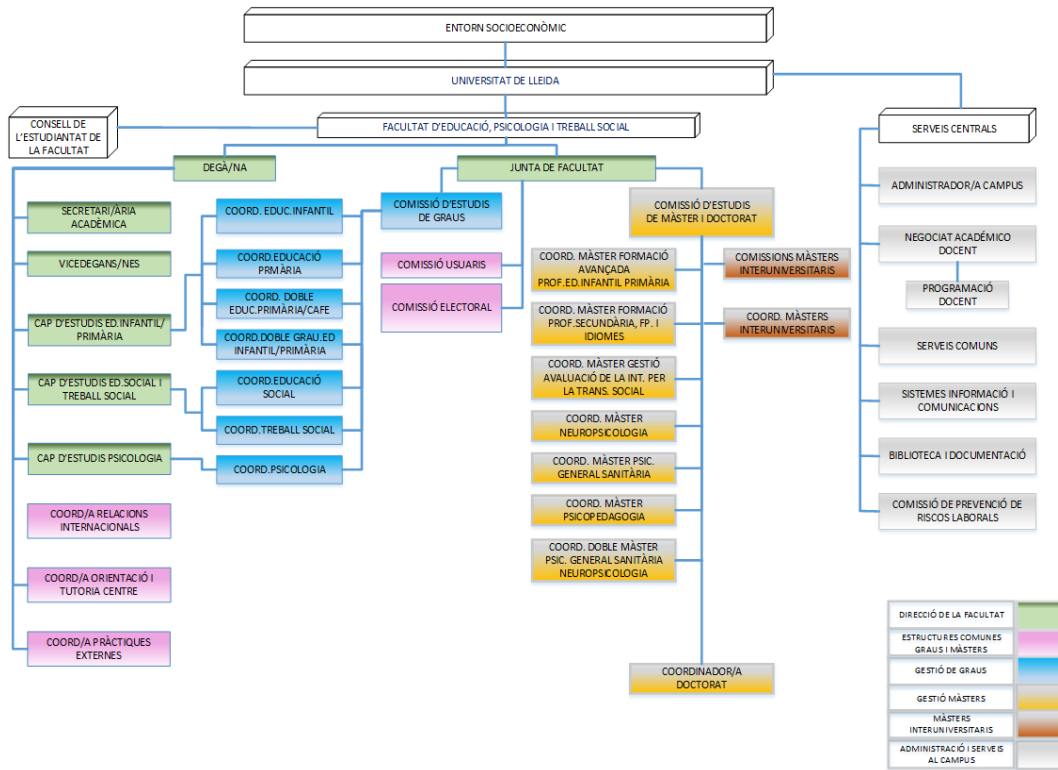 ENTORN SOCIOECONÒMIC
UNIVERSITAT DE LLEIDA
CONSELL DE
L'ESTUDIANTAT DE
LA FACULTAT
FACULTAT D'EDUCACIÓ, PSICOLOGIA I TREBALL SOCIAL
SERVEIS CENTRALS
DEGÀ/NA
JUNTA DE FACULTAT
SECRETARI/ÀRIA
ACADÈMICA
VICEDEGANS/NES
CAP D'ESTUDIS ED.INFANTIL/
PRIMÀRIA
CAP D'ESTUDIS ED.SOCIAL I
TREBALL SOCIAL
CAP D'ESTUDIS PSICOLOGIA
COORD/A RELACIONS
INTERNACIONALS
COORD/A ORIENTACIÓ I
TUTORIA CENTRE
COORD/A PRÀCTIQUES
EXTERNES
COORD. EDUC.INFANTIL
COORD.EDUCACIÓ
PRMÀRIA
COORD. DOBLE
EDUC.PRIMÀRIA/CAFE
COORD.DOBLE GRAU.ED
INFANTIL/PRIMÀRIA
COORD.EDUCACIÓ
SOCIAL
COORD.TREBALL SOCIAL
COORD.PSICOLOGIA
COMISSIÓ D'ESTUDIS
DE GRAUS
COMISSIÓ USUARIS
COMISSIÓ ELECTORAL
COMISSIÓ D'ESTUDIS
DE MÀSTER I DOCTORAT
COORD. MÀSTER FORMACIÓ
AVANÇADA
PROF.ED.INFANTIL PRIMÀRIA
COORD. MÀSTER FORMACIÓ
PROF.SECUNDÀRIA, FP. I
IDIOMES
COORD. MÀSTER GESTIÓ
AVALUACIÓ DE LA INT. PER
LA TRANS. SOCIAL
COORD. MÀSTER
NEUROPSICOLOGIA
COORD. MÀSTER PSIC.
GENERAL SANITÀRIA
COORD. MÀSTER
PSICOPEDAGOGIA
COORD. DOBLE MÀSTER
PSIC. GENERAL SANITÀRIA
NEUROPSICOLOGIA
COORDINADOR/A
DOCTORAT
COMISSIONS MÀSTERS
INTERUNIVERSITARIS
COORD. MÀSTERS
INTERUNIVERSITARIS
ADMINISTRADOR/A CAMPUS
NEGOCIAT ACADÉMICO
DOCENT
PROGRAMACIÓ
DOCENT
SERVEIS COMUNS
SISTEMES INFORMACIÓ I
COMUNICACIONS
BIBLIOTECA I DOCUMENTACIÓ
COMISSIÓ DE PREVENCIÓ DE
RISCOS LABORALS
DIRECCIÓ DE LA FACULTAT
ESTRUCTURES COMUNES
GRAUS I MÀSTERS
GESTIÓ DE GRAUS
GESTIÓ MÀSTERS
MÀSTERS
INTERUNIVERSITARIS
ADMINISTRACIÓ I SERVEIS
AL CAMPUS